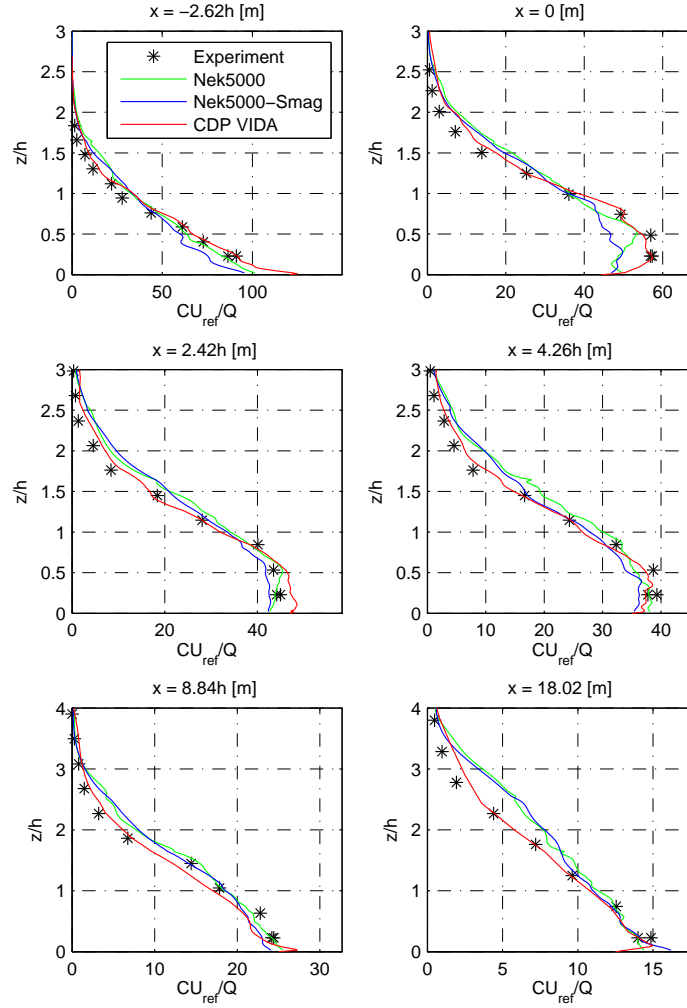 x = −2.62h [m]
3
2.5
2
1.5
1
0.5
0
z/h
Experiment
Nek5000
Nek5000−Smag
CDP VIDA
0
50
100
CU_ref/Q
x = 0 [m]
3
2.5
2
1.5
1
0.5
0
z/h
0
20
40
60
CU_ref/Q
x = 2.42h [m]
3
2.5
2
1.5
1
0.5
0
z/h
0
20
40
CU_ref/Q
x = 4.26h [m]
3
2.5
2
1.5
1
0.5
0
z/h
0
10
20
30
40
CU_ref/Q
x = 8.84h [m]
4
3
2
1
0
z/h
0
10
20
30
CU_ref/Q
x = 18.02 [m]
4
3
2
1
0
z/h
0
5
10
15
CU_ref/Q